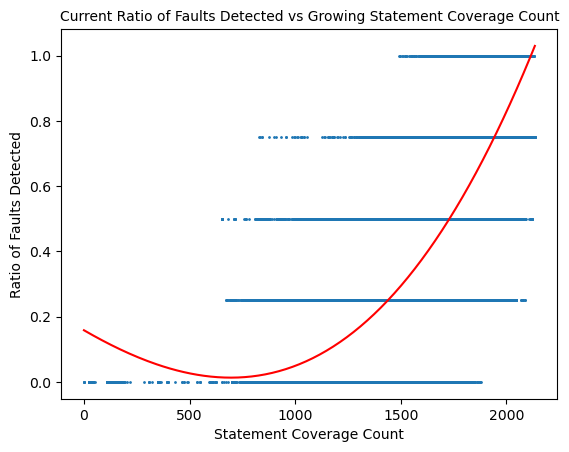 Current Ratio of Faults Detected vs Growing Statement Coverage Count
1.0
0.8
0.6
0.4
0.2
0.0
Ratio of Faults Detected
0 500 1000 1500 2000
Statement Coverage Count